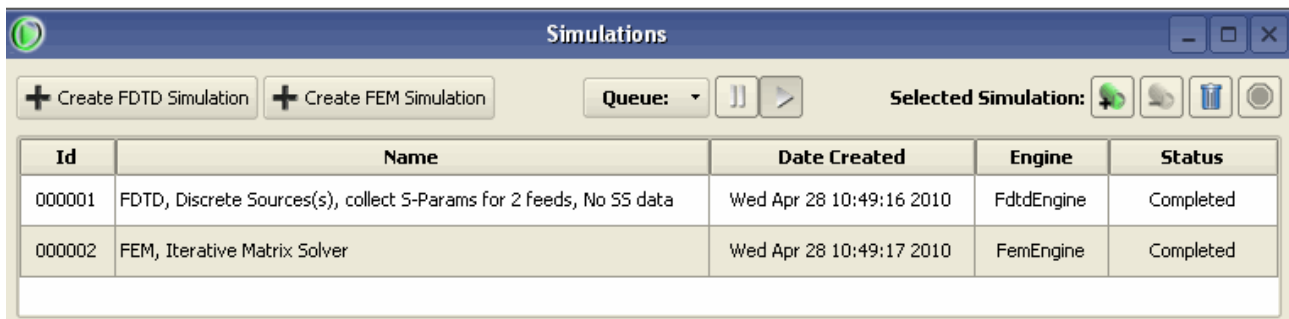 Simulations
Create FDTD Simulation Create FEM Simulation Queue: Selected Simulation:
Id Name Date Created Engine Status
000001 FDTD, Discrete Sources(s), collect S-Params for 2 feeds, No SS data Wed Apr 28 10:49:16 2010 FdtdEngine Completed
000002 FEM, Iterative Matrix Solver Wed Apr 28 10:49:17 2010 FemEngine Completed